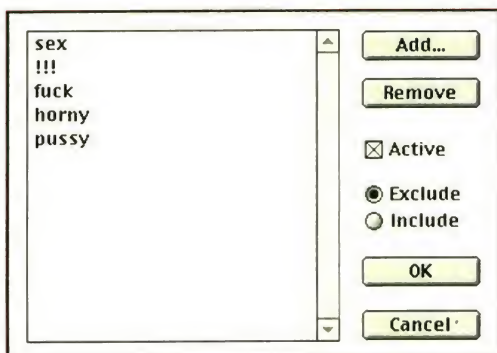 sex
!!!
fuck
horny
pussy
Add...
Remove
Active
Exclude
Include
OK
Cancel